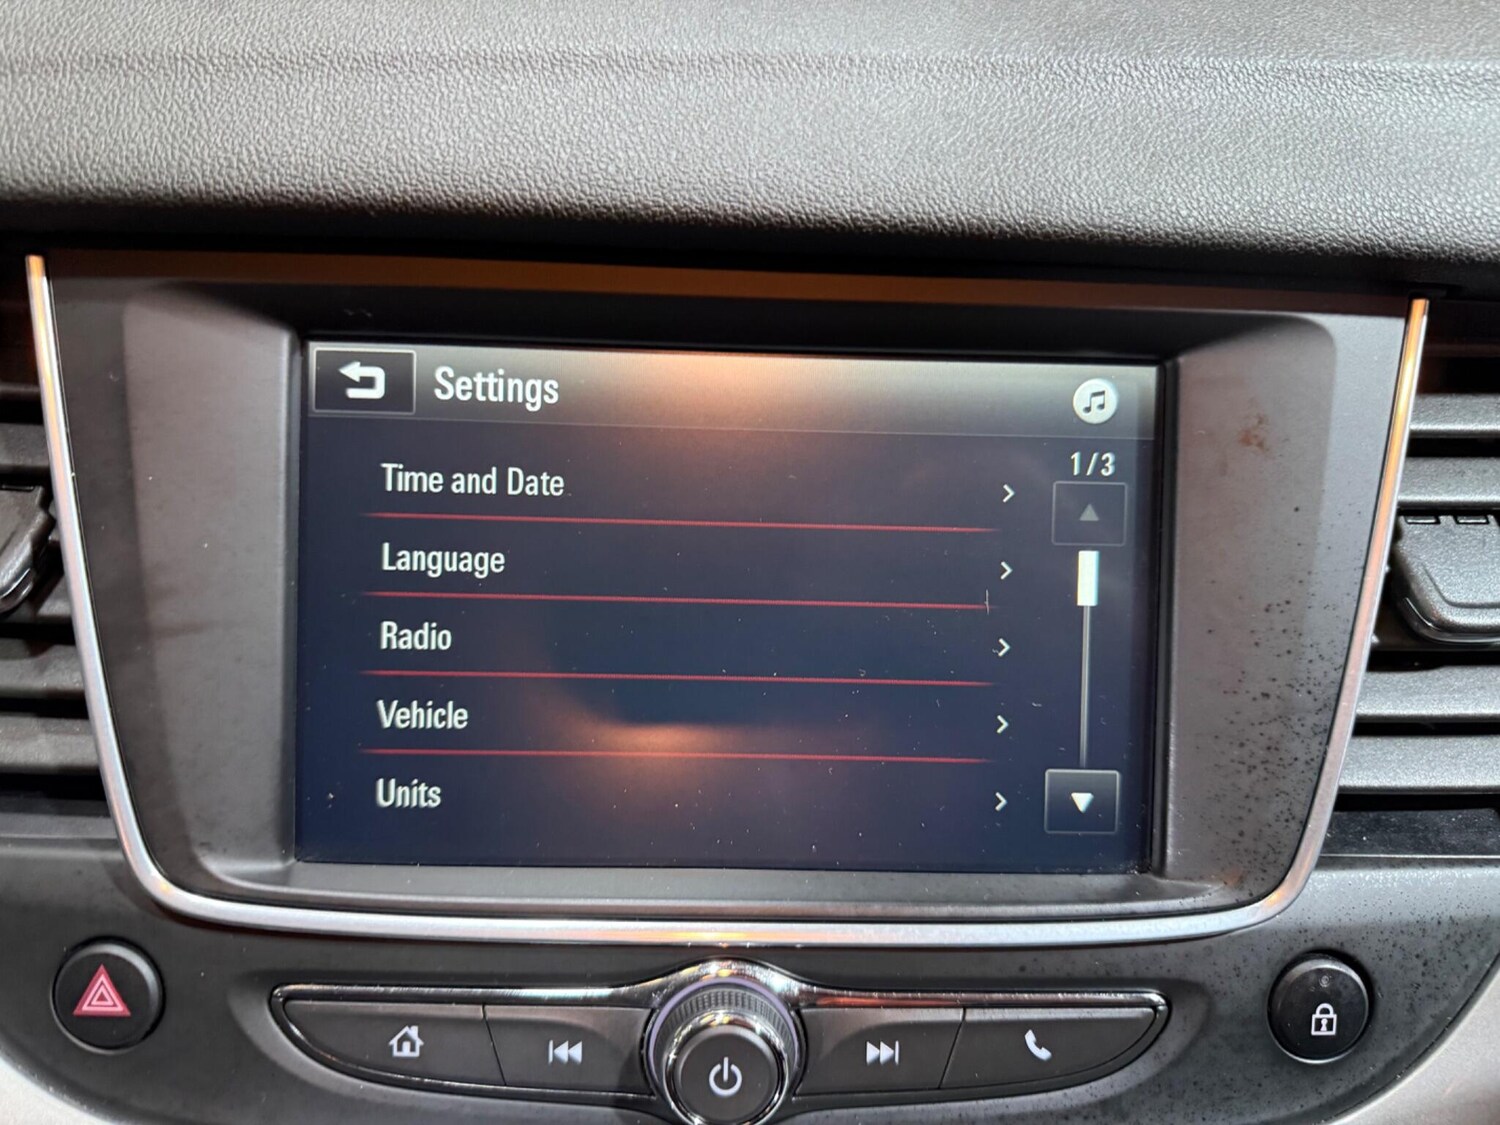 Settings
1/3
Time and Date
Language
Radio
Vehicle
Units